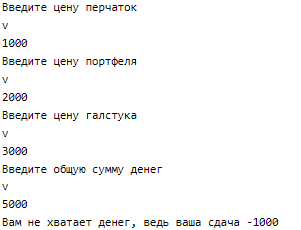 Введите цену перчаток
v
1000
Введите цену портфеля
v
2000
Введите цену галстука
v
3000
Введите общую сумму денег
v
5000
Вам не хватает денег, ведь ваша сдача -1000